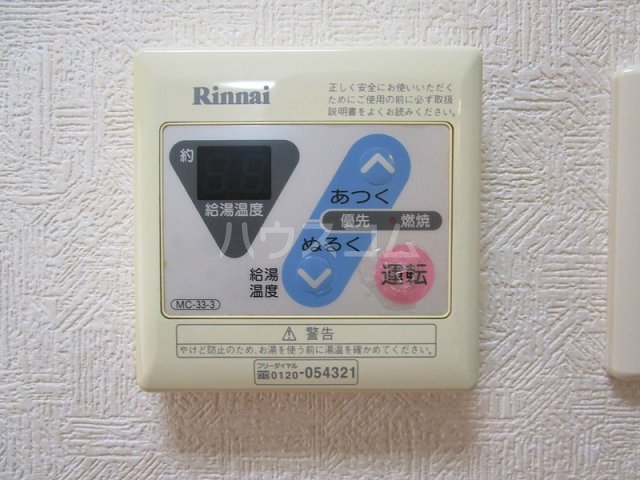 Rinnai
正しく安全にお使いいただく
ためにご使用の前に必ず取扱
説明書をよくお読みください。
約
給湯温度
あつく
優先 燃焼
ぬるく
給湯
温度
運転
MC-33-3
ハウスコム
警告
やけど防止のため、お湯を使う前に湯温を確かめてください。
フリーダイヤル
0120-054321